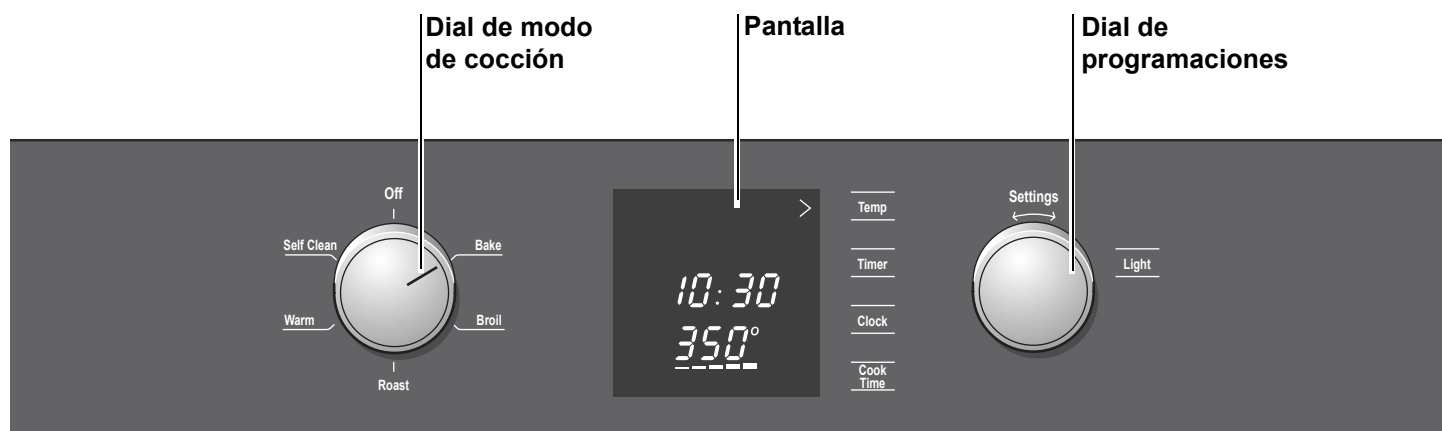 Dial de modo
de cocción
Pantalla
Dial de
programaciones
Off
Self Clean
Bake
Warm
Broil
Roast
>
10:30
350°
Temp
Timer
Clock
Cook
Time
Settings
Light